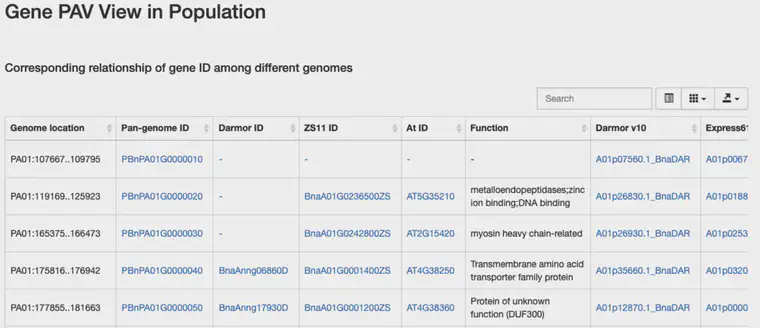 Gene PAV View in Population
Corresponding relationship of gene ID among different genomes
Search
Genome location Pan-genome ID Darmor ID ZS11 ID At ID Function Darmor v10 Express61
PA01:107667..109795 PBnPA01G0000010 - - - - A01p07560.1_BnaDAR A01p0067
PA01:119169..125923 PBnPA01G0000020 - BnaA01G0236500ZS AT5G35210 metalloendopeptidases;zinc
ion binding;DNA binding A01p26830.1_BnaDAR A01p0188
PA01:165375..166473 PBnPA01G0000030 - BnaA01G0242800ZS AT2G15420 myosin heavy chain-related A01p26930.1_BnaDAR A01p0253
PA01:175816..176942 PBnPA01G0000040 BnaAnng06860D BnaA01G0001400ZS AT4G38250 Transmembrane amino acid
transporter family protein A01p35660.1_BnaDAR A01p0320
PA01:177855..181663 PBnPA01G0000050 BnaAnng17930D BnaA01G0001200ZS AT4G38360 Protein of unknown
function (DUF300) A01p12870.1_BnaDAR A01p0000